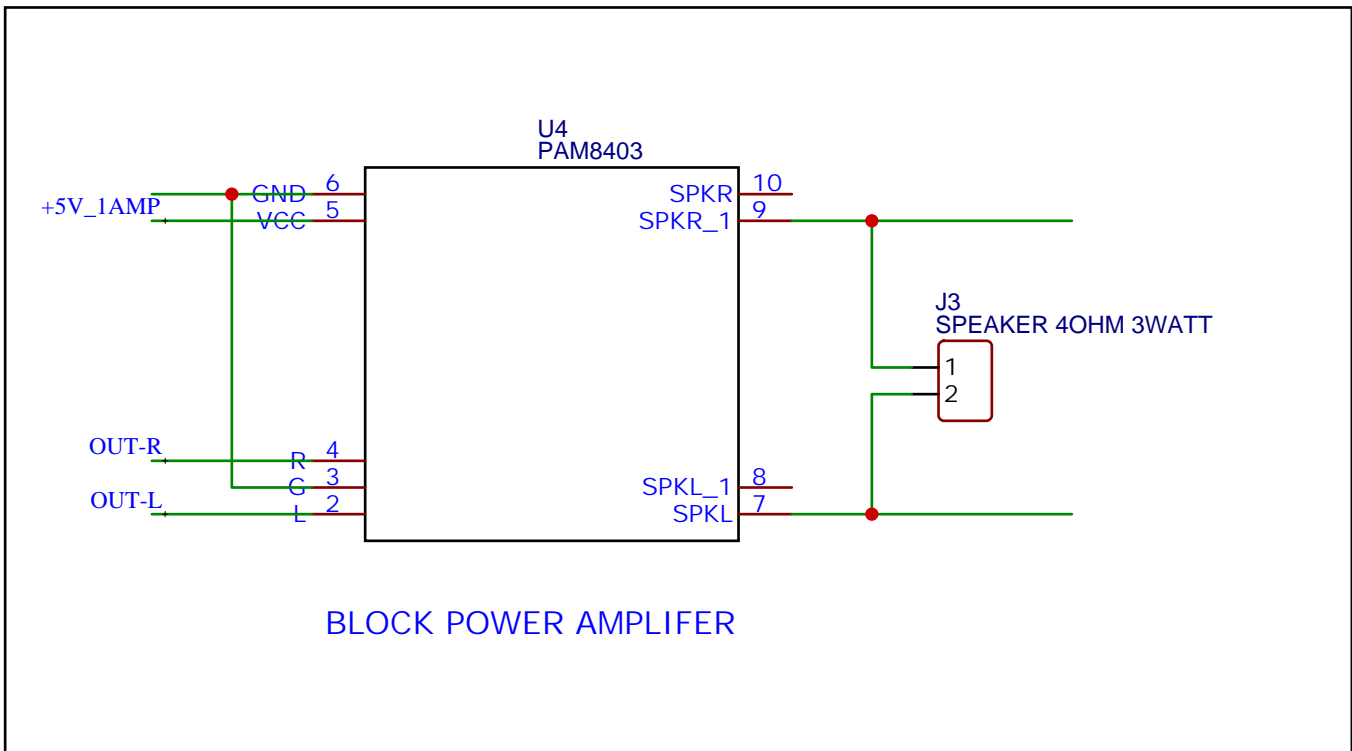 U4
PAM8403
GND 6
+5V_1AMP
VCC 5
SPKR 10
SPKR_1 9
J3
SPEAKER 4OHM 3WATT
1
2
OUT-R
R 4
G 3
OUT-L
L 2
SPKL_1 8
SPKL 7
BLOCK POWER AMPLIFER